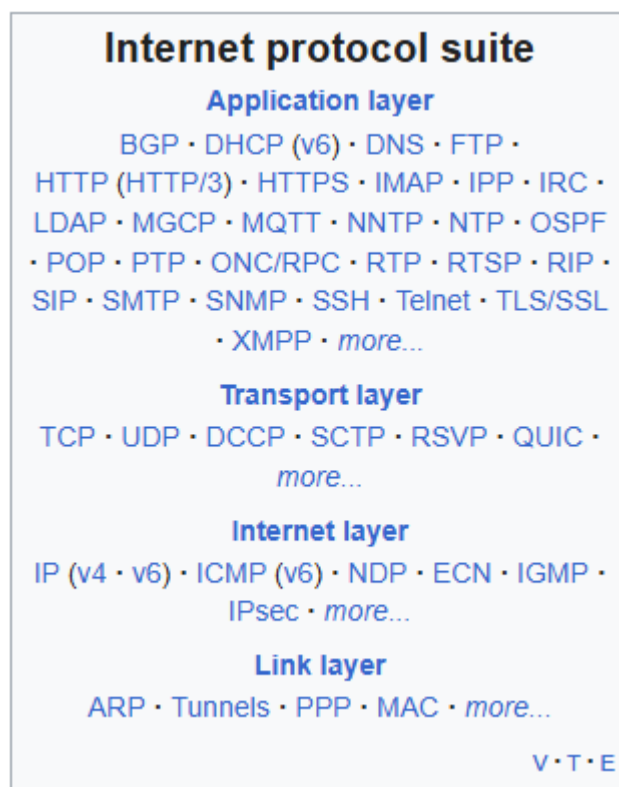 Internet protocol suite
Application layer
BGP · DHCP (v6) · DNS · FTP ·
HTTP (HTTP/3) · HTTPS · IMAP · IPP · IRC ·
LDAP · MGCP · MQTT · NNTP · NTP · OSPF
· POP · PTP · ONC/RPC · RTP · RTSP · RIP ·
SIP · SMTP · SNMP · SSH · Telnet · TLS/SSL
· XMPP · more...
Transport layer
TCP · UDP · DCCP · SCTP · RSVP · QUIC ·
more...
Internet layer
IP (v4 · v6) · ICMP (v6) · NDP · ECN · IGMP ·
IPsec · more...
Link layer
ARP · Tunnels · PPP · MAC · more...
V · T · E